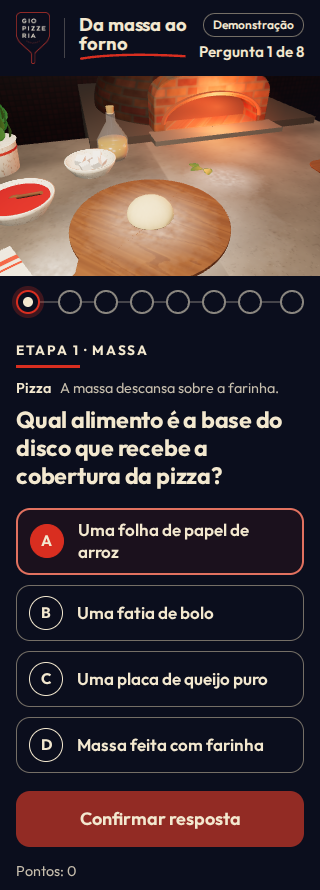 GIO
PIZZE
RIA
Da massa ao
forno
Demonstração
Pergunta 1 de 8
ETAPA 1 · MASSA
Pizza A massa descansa sobre a farinha.
Qual alimento é a base do
disco que recebe a
cobertura da pizza?
A Uma folha de papel de
arroz
B Uma fatia de bolo
C Uma placa de queijo puro
D Massa feita com farinha
Confirmar resposta
Pontos: 0